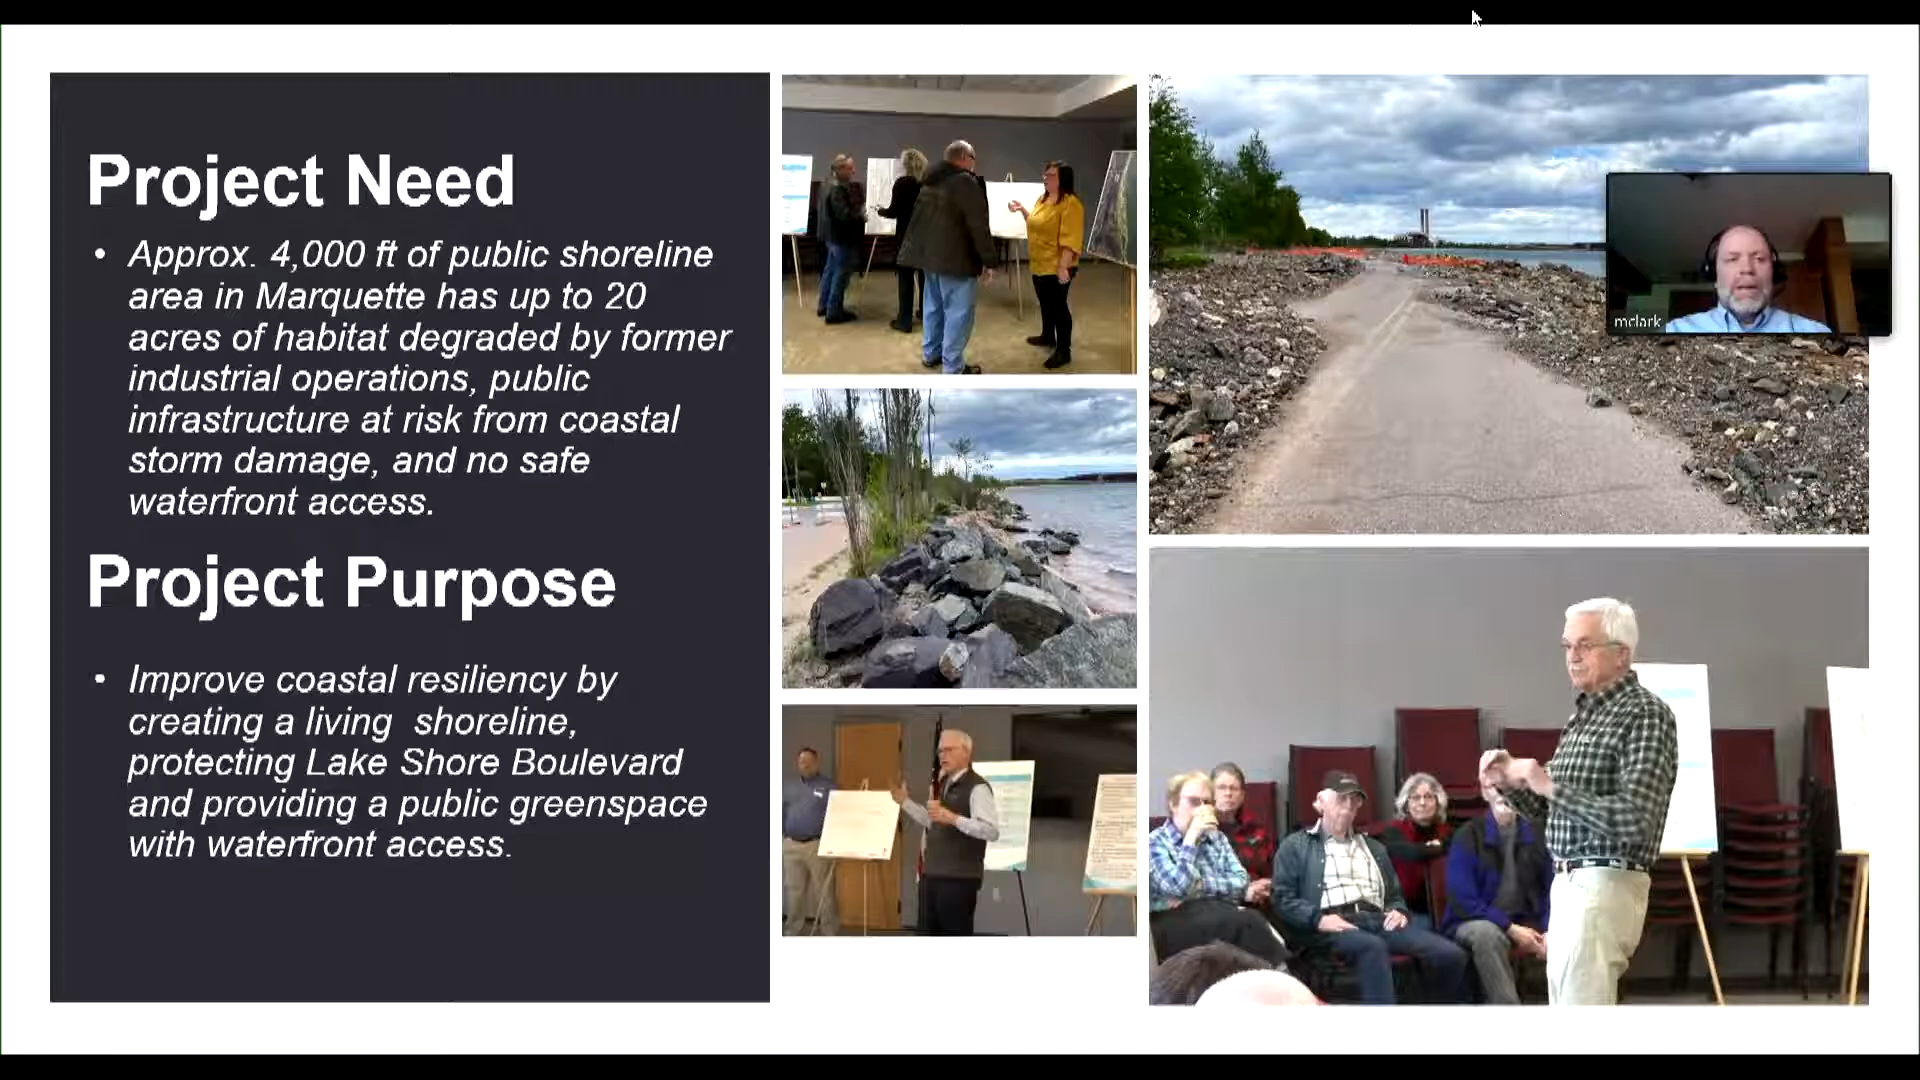 Project Need
• Approx. 4,000 ft of public shoreline
area in Marquette has up to 20
acres of habitat degraded by former
industrial operations, public
infrastructure at risk from coastal
storm damage, and no safe
waterfront access.
Project Purpose
• Improve coastal resiliency by
creating a living shoreline,
protecting Lake Shore Boulevard
and providing a public greenspace
with waterfront access.
mclark